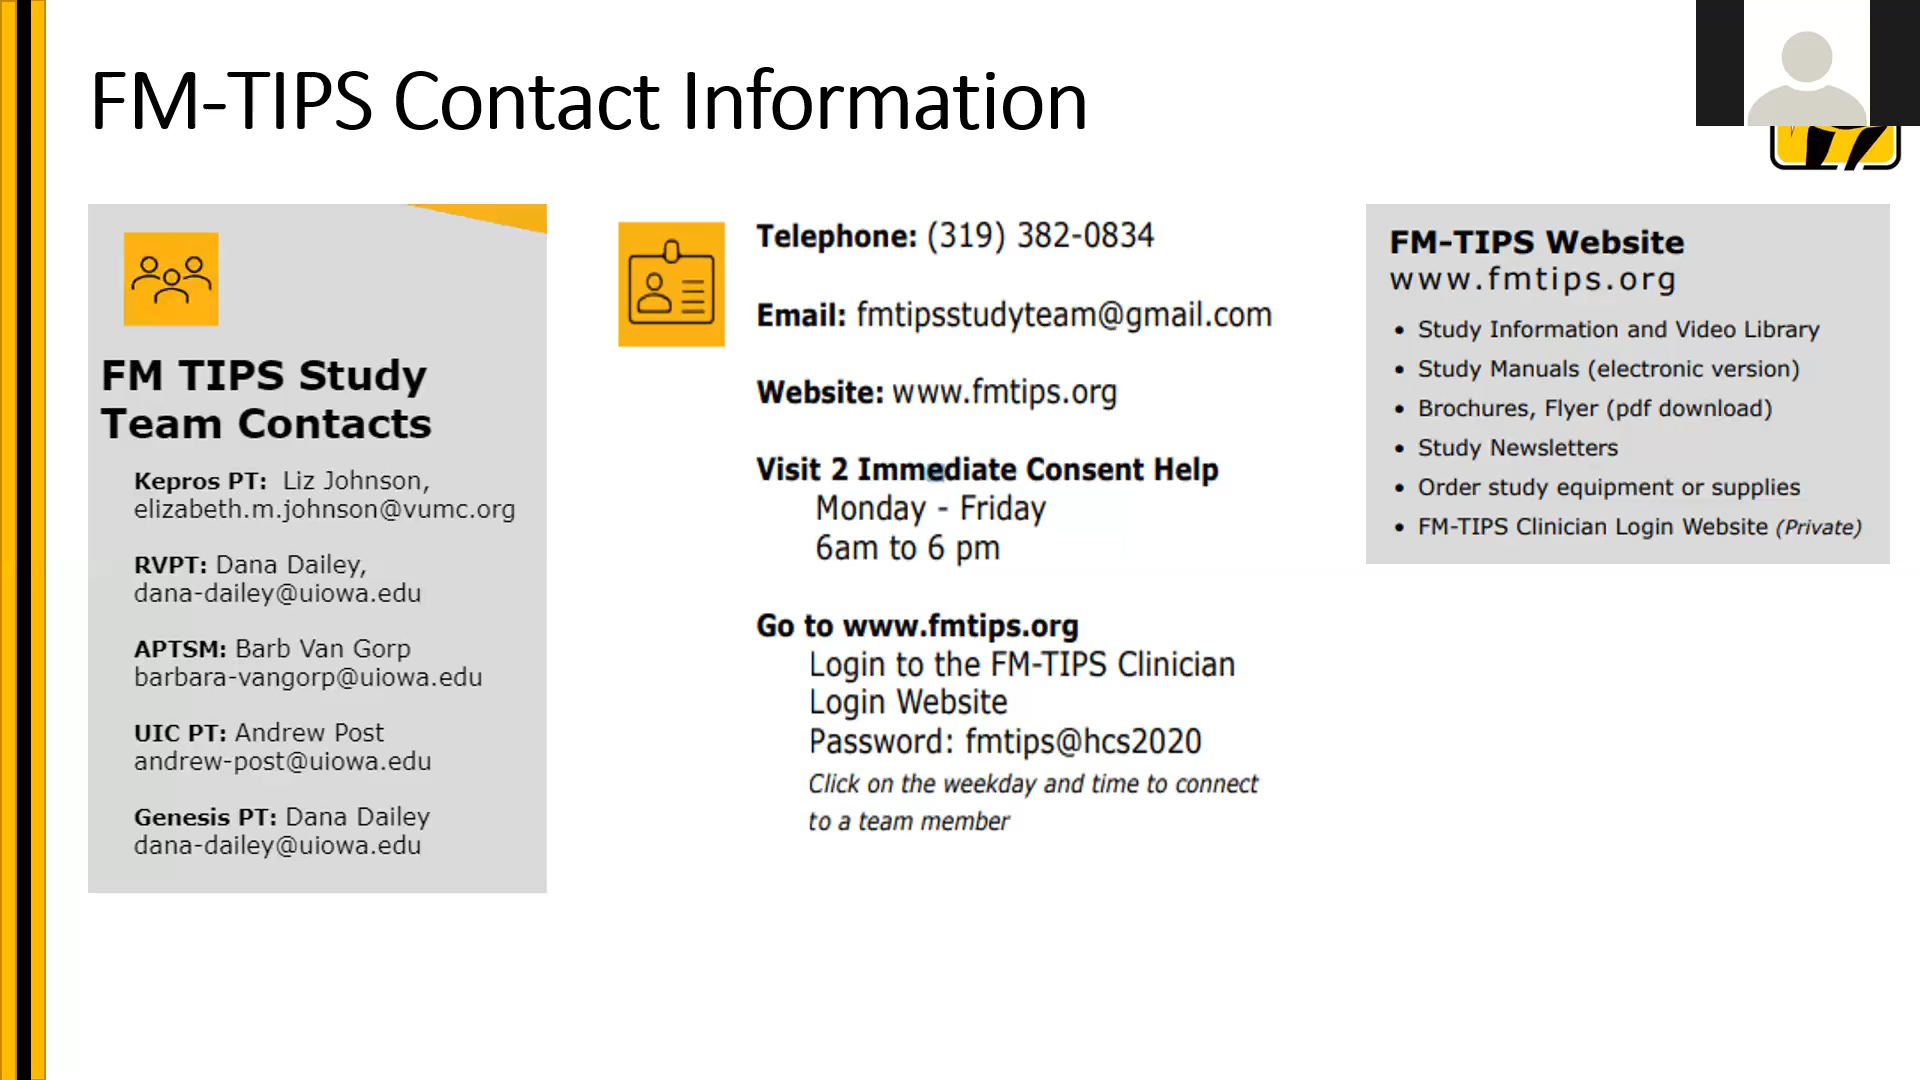 FM-TIPS Contact Information
FM TIPS Study
Team Contacts
Kepros PT: Liz Johnson,
elizabeth.m.johnson@vumc.org
RVPT: Dana Dailey,
dana-dailey@uiowa.edu
APTSM: Barb Van Gorp
barbara-vangorp@uiowa.edu
UIC PT: Andrew Post
andrew-post@uiowa.edu
Genesis PT: Dana Dailey
dana-dailey@uiowa.edu
Telephone: (319) 382-0834
Email: fmtipsstudyteam@gmail.com
Website: www.fmtips.org
Visit 2 Immediate Consent Help
Monday - Friday
6am to 6 pm
Go to www.fmtips.org
Login to the FM-TIPS Clinician
Login Website
Password: fmtips@hcs2020
Click on the weekday and time to connect
to a team member
FM-TIPS Website
www.fmtips.org
• Study Information and Video Library
• Study Manuals (electronic version)
• Brochures, Flyer (pdf download)
• Study Newsletters
• Order study equipment or supplies
• FM-TIPS Clinician Login Website (Private)